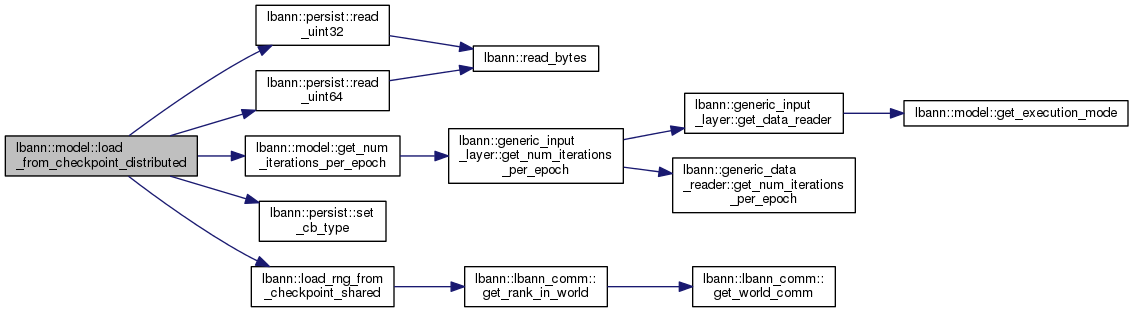 lbann::model::load
_from_checkpoint_distributed
lbann::persist::read
_uint32
lbann::persist::read
_uint64
lbann::read_bytes
lbann::model::get_num
_iterations_per_epoch
lbann::generic_input
_layer::get_num_iterations
_per_epoch
lbann::generic_input
_layer::get_data_reader
lbann::model::get_execution_mode
lbann::generic_data
_reader::get_num_iterations
_per_epoch
lbann::persist::set
_cb_type
lbann::load_rng_from
_checkpoint_shared
lbann::lbann_comm::
get_rank_in_world
lbann::lbann_comm::
get_world_comm